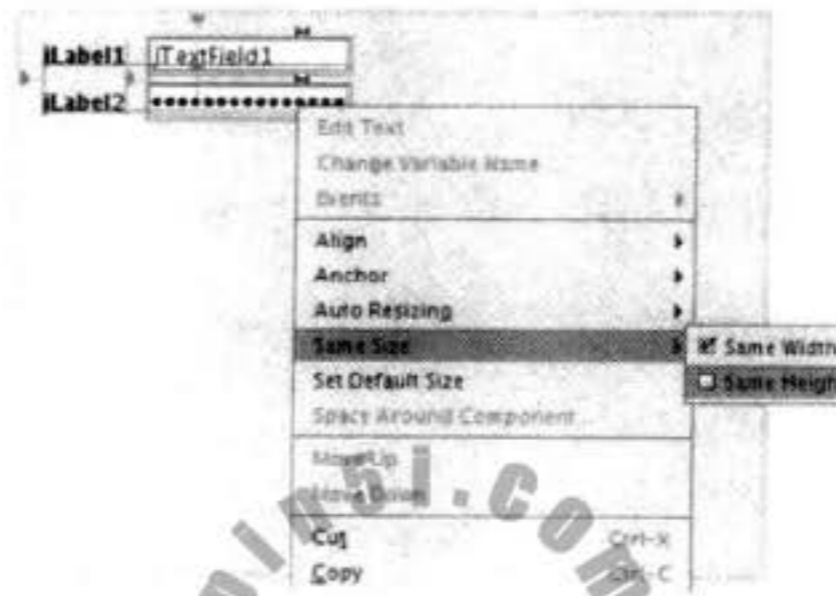 jLabel1 jTextField1
jLabel2
Edit Text
Change Variable Name
Events
Align
Anchor
Auto Resizing
Same Size
Same Width
Same Heigh
Set Default Size
Space Around Component...
Move Up
Move Down
Cut Ctrl-X
Copy Ctrl-C